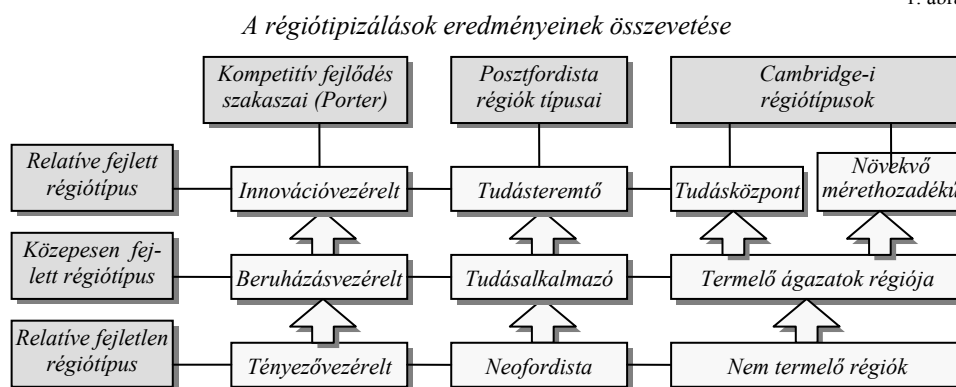 1. ábra
A régiótipizálások eredményeinek összevetése
Kompetitív fejlődés
szakaszai (Porter)
Posztfordista
régiók típusai
Cambridge-i
régiótípusok
Relatíve fejlett
régiótípus
Innovációvezérelt
Tudásteremtő
Tudásközpont
Növekvő
mérethozadékú
Közepesen fej-
lett régiótípus
Beruházásvezérelt
Tudásalkalmazó
Termelő ágazatok régiója
Relatíve fejletlen
régiótípus
Tényezővezérelt
Neofordista
Nem termelő régiók